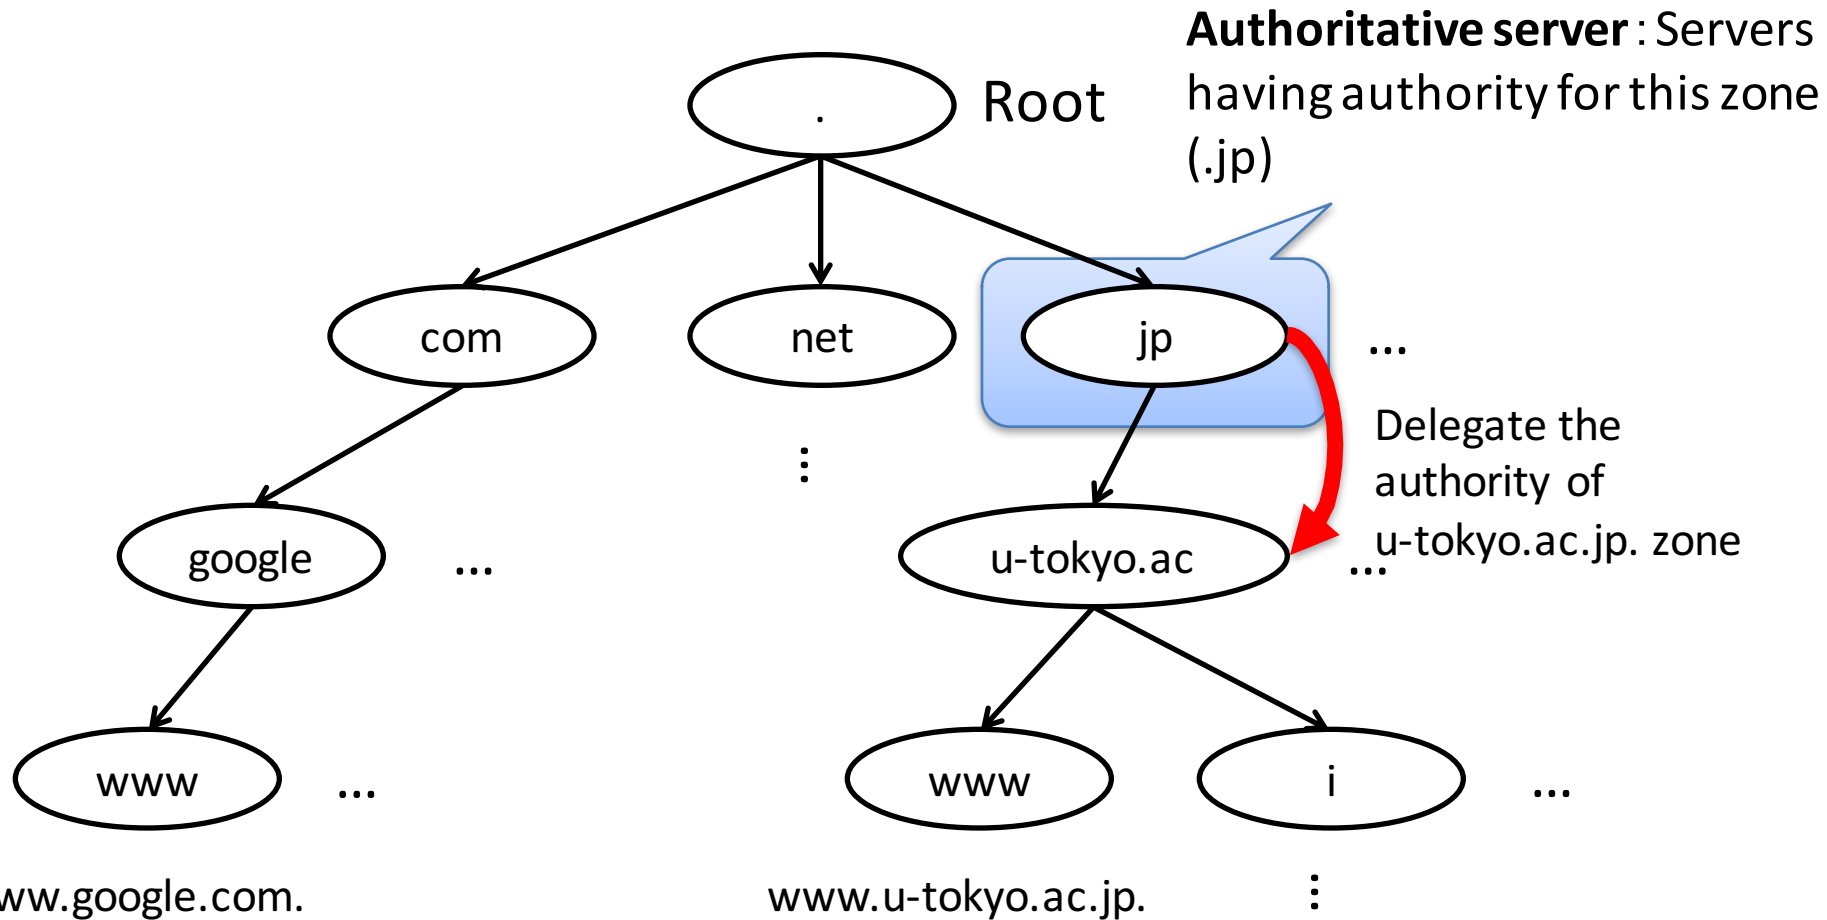 Authoritative server : Servers
having authority for this zone
(.jp)
.
Root
com
net
jp
...
Delegate the
authority of
u-tokyo.ac.jp. zone
...
google
...
u-tokyo.ac
...
www
...
www
i
...
ww.google.com.
www.u-tokyo.ac.jp.
...